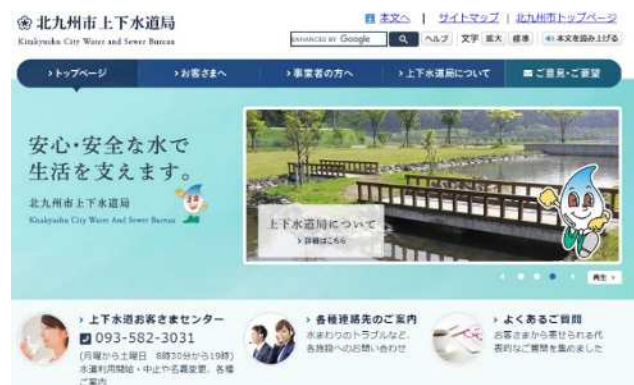 北九州市上下水道局
Kitakyushu City Water and Sewer Bureau
本文へ | サイトマップ | 北九州市トップページ
ENHANCED BY Google
ヘルプ 文字 拡大 標準 本文を読み上げる
トップページ
お客さまへ
事業者の方へ
上下水道局について
ご意見・ご要望
安心・安全な水で
生活を支えます。
北九州市上下水道局
Kitakyushu City Water And Sewer Bureau
上下水道局について
詳細はこちら
再生
上下水道お客さまセンター
093-582-3031
(月曜から土曜日 8時30分から19時)
水道利用開始・中止や名義変更、各種
ご案内
各種連絡先のご案内
水まわりのトラブルなど、
各施設へのお問い合わせ
よくあるご質問
お客さまから寄せられる代
表的なご質問を集めました